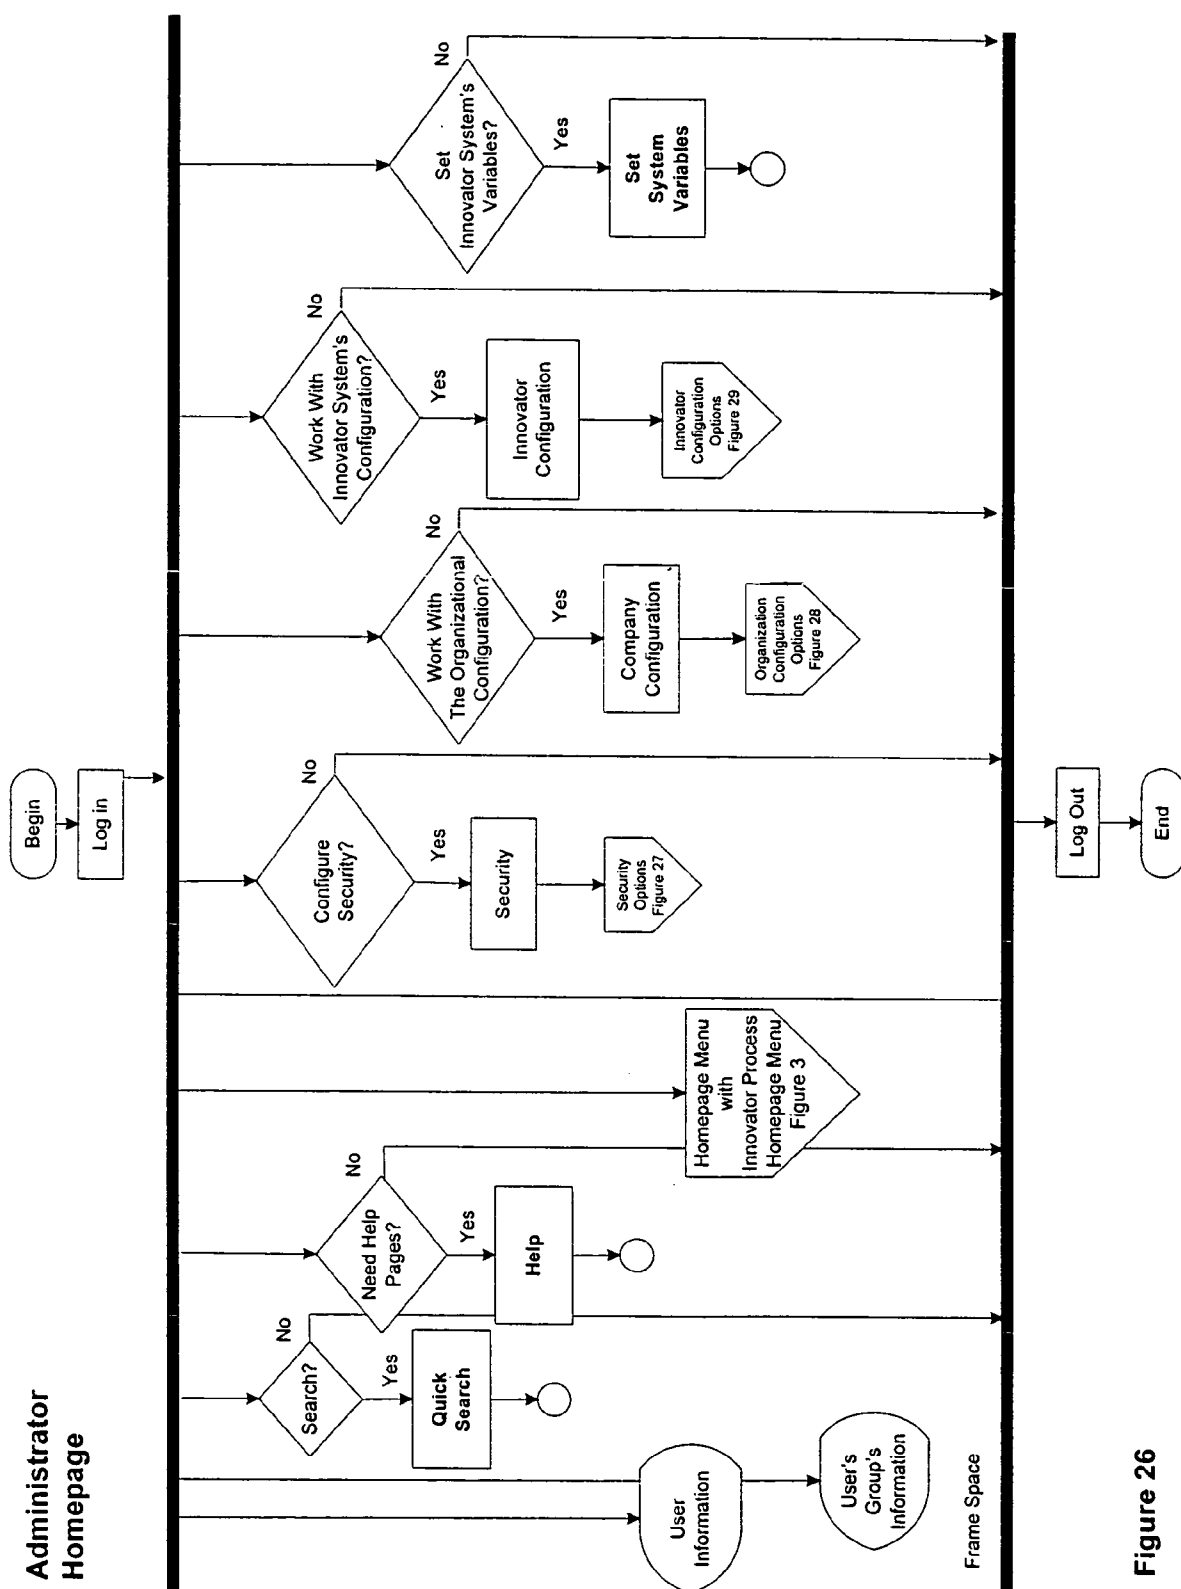 Administrator
Homepage
Begin
Log in
Search?
No
Yes
Quick
Search
User
Information
User's
Group's
Information
Frame Space
Need Help
Pages?
No
Yes
Help
Homepage Menu
with
Innovator Process
Homepage Menu
Figure 3
Configure
Security?
No
Yes
Security
Security
Options
Figure 27
Work With
The Organizational
Configuration?
No
Yes
Company
Configuration
Organization
Configuration
Options
Figure 28
Work With
Innovator System's
Configuration?
No
Yes
Innovator
Configuration
Innovator
Configuration
Options
Figure 29
Set
Innovator System's
Variables?
No
Yes
Set
System
Variables
Log Out
End
Figure 26